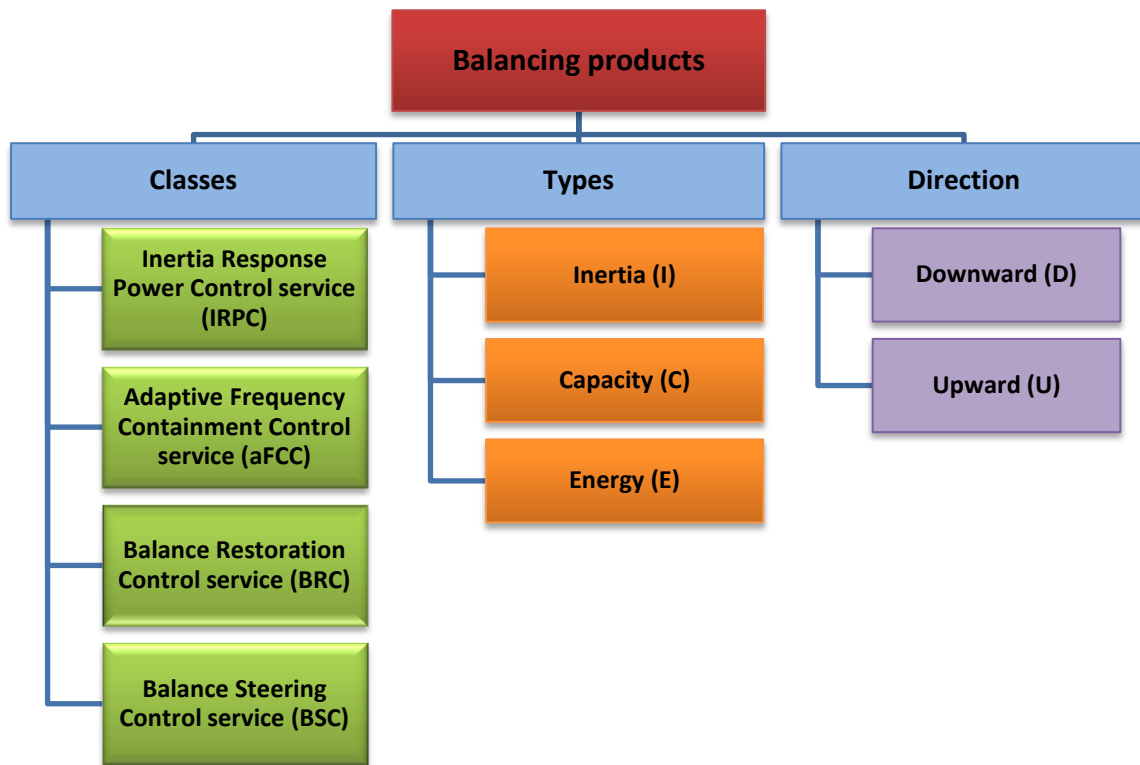 Balancing products
Classes
Types
Direction
Inertia Response
Power Control service
(IRPC)
Adaptive Frequency
Containment Control
service (aFCC)
Balance Restoration
Control service (BRC)
Balance Steering
Control service (BSC)
Inertia (I)
Capacity (C)
Energy (E)
Downward (D)
Upward (U)